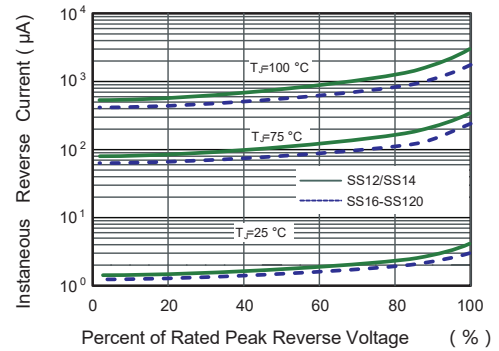 Instaneous Reverse Current ( μA)
10⁴
10³
10²
10¹
10⁰
TJ=100 °C
TJ=75 °C
SS12/SS14
SS16-SS120
TJ=25 °C
0 20 40 60 80 100
Percent of Rated Peak Reverse Voltage ( % )